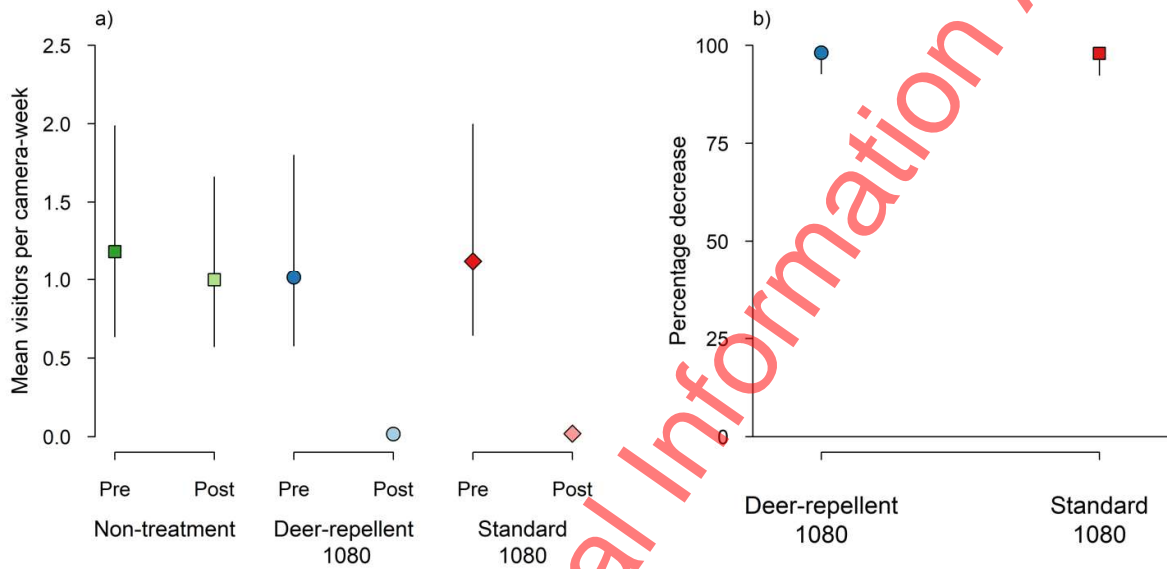 a)
Mean visitors per camera-week
2.5
2.0
1.5
1.0
0.5
0.0
Pre Post Pre Post Pre Post
Non-treatment Deer-repellent 1080 Standard 1080
b)
Percentage decrease
100
75
50
25
0
Deer-repellent 1080
Standard 1080
al Information